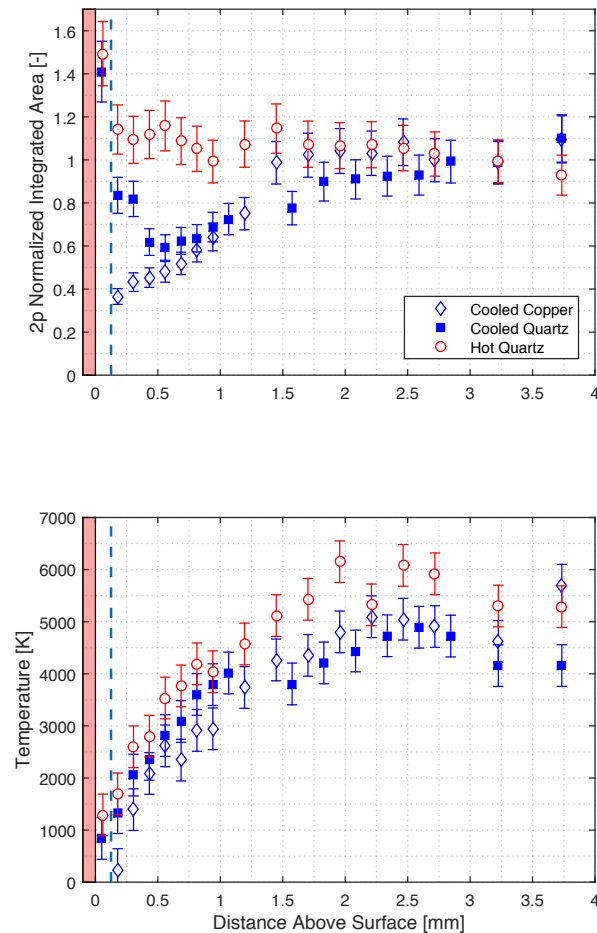 2p Normalized Integrated Area [-]
1.6
1.4
1.2
1
0.8
0.6
0.4
0.2
0
0 0.5 1 1.5 2 2.5 3 3.5 4
Cooled Copper
Cooled Quartz
Hot Quartz
Temperature [K]
7000
6000
5000
4000
3000
2000
1000
0
0 0.5 1 1.5 2 2.5 3 3.5 4
Distance Above Surface [mm]